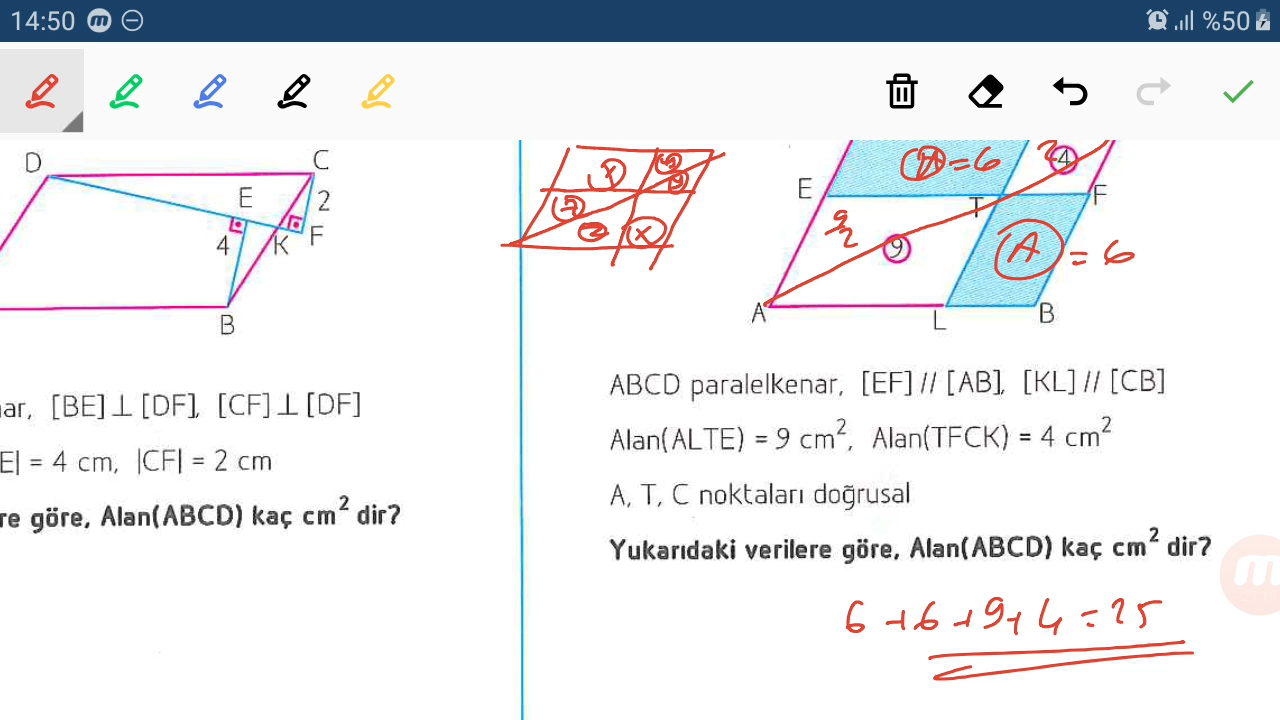 14:50 %50
D C
E 2
4 K F
B
nar, [BE] ⊥ [DF], [CF] ⊥ [DF]
E| = 4 cm, |CF| = 2 cm
re göre, Alan(ABCD) kaç cm² dir?
A = 6 4
E T F
9/2 9 A = 6
A L B
ABCD paralelkenar, [EF] // [AB], [KL] // [CB]
Alan(ALTE) = 9 cm², Alan(TFCK) = 4 cm²
A, T, C noktaları doğrusal
Yukarıdaki verilere göre, Alan(ABCD) kaç cm² dir?
6 + 6 + 9 + 4 = 25